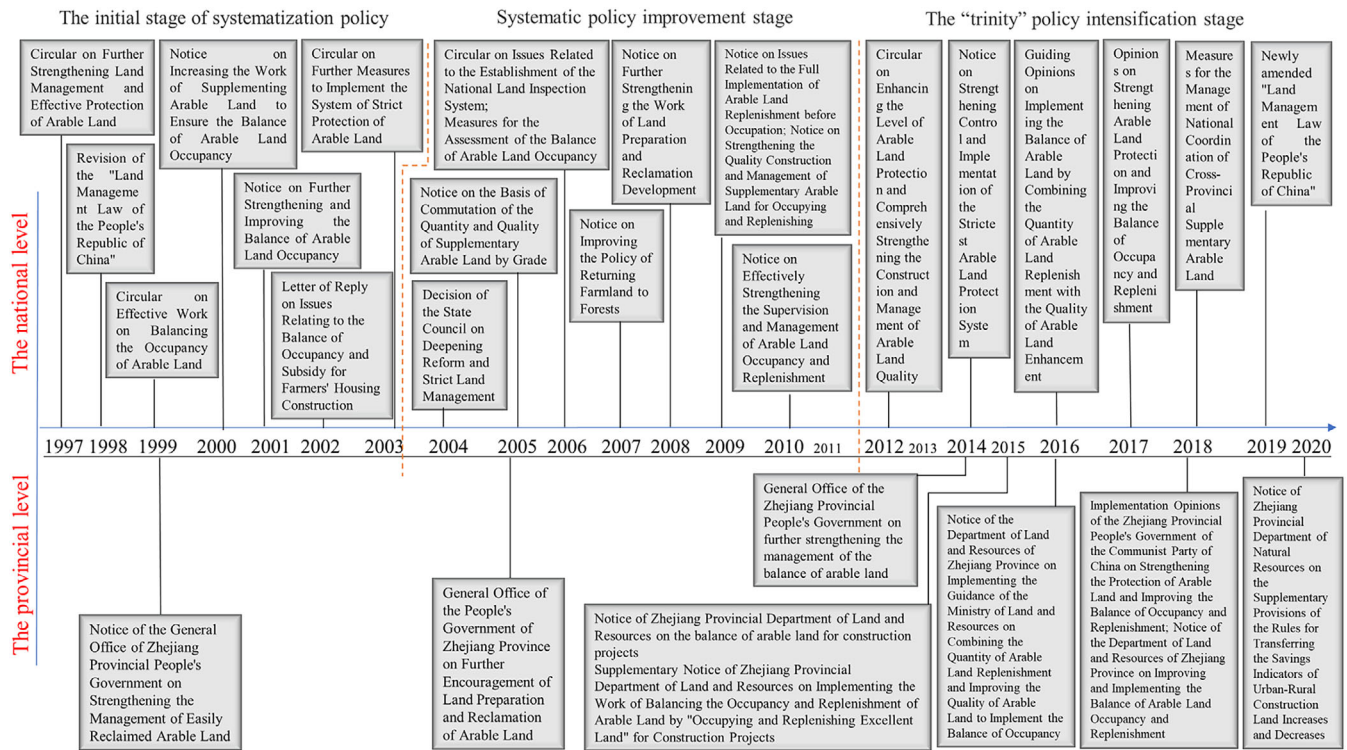 The initial stage of systematization policy
Systematic policy improvement stage
The “trinity” policy intensification stage
The national level
Circular on Further
Strengthening Land
Management and
Effective Protection
of Arable Land
Revision of
the "Land
Manageme
nt Law of
the People's
Republic of
China"
Circular on
Effective Work
on Balancing
the Occupancy
of Arable Land
Notice on
Increasing the Work
of Supplementing
Arable Land to
Ensure the Balance
of Arable Land
Occupancy
Notice on Further
Strengthening and
Improving the
Balance of Arable
Land Occupancy
Letter of Reply
on Issues
Relating to the
Balance of
Occupancy and
Subsidy for
Farmers' Housing
Construction
Circular on
Further Measures
to Implement the
System of Strict
Protection of
Arable Land
Decision of
the State
Council on
Deepening
Reform and
Strict Land
Management
Notice on the Basis of
Commutation of the
Quantity and Quality
of Supplementary
Arable Land by Grade
Circular on Issues Related
to the Establishment of the
National Land Inspection
System;
Measures for the
Assessment of the Balance
of Arable Land Occupancy
Notice on
Improving
the Policy of
Returning
Farmland to
Forests
Notice on
Further
Strengthenin
g the Work
of Land
Preparation
and
Reclamation
Development
Notice on Issues
Related to the Full
Implementation of
Arable Land
Replenishment before
Occupation; Notice on
Strengthening the
Quality Construction
and Management of
Supplementary Arable
Land for Occupying
and Replenishing
Notice on
Effectively
Strengthening
the Supervision
and Management
of Arable Land
Occupancy and
Replenishment
Circular
on
Enhancin
g the
Level of
Arable
Land
Protectio
n and
Compreh
ensively
Strengthe
ning the
Construct
ion and
Manage
ment of
Arable
Land
Quality
Notice
on
Strength
ening
Contro
l and
Imple
mentatio
n of the
Strictest
Arable
Land
Protect
ion
Syste
m
Guiding
Opinions
on
Implement
ing the
Balance of
Arable
Land by
Combining
the
Quantity
of Arable
Land
Replenish
ment with
the Quality
of Arable
Land
Enhancem
ent
Opinion
s on
Strength
ening
Arable
Land
Protecti
on and
Improvi
ng the
Balance
of
Occupa
ncy and
Repleni
shment
Measure
s for the
Manage
ment of
National
Coordin
ation of
Cross-
Provinci
al
Supple
mentary
Arable
Land
Newly
amended
"Land
Managem
ent Law
of the
People's
Republic
of China"
1997 1998 1999 2000 2001 2002 2003 2004 2005 2006 2007 2008 2009 2010 2011 2012 2013 2014 2015 2016 2017 2018 2019 2020
The provincial level
Notice of the General
Office of Zhejiang
Provincial People's
Government on
Strengthening the
Management of Easily
Reclaimed Arable Land
General Office of
the People's
Government of
Zhejiang Province
on Further
Encouragement of
Land Preparation
and Reclamation
of Arable Land
General Office of the
Zhejiang Provincial
People's Government on
further strengthening the
management of the
balance of arable land
Notice of Zhejiang Provincial Department of Land and
Resources on the balance of arable land for construction
projects
Supplementary Notice of Zhejiang Provincial
Department of Land and Resources on Implementing the
Work of Balancing the Occupancy and Replenishment of
Arable Land by "Occupying and Replenishing Excellent
Land" for Construction Projects
Notice of the
Department of Land
and Resources of
Zhejiang Province on
Implementing the
Guidance of the
Ministry of Land and
Resources on
Combining the
Quantity of Arable
Land Replenishment
and Improving the
Quality of Arable
Land to Implement the
Balance of Occupancy
Implementation Opinions
of the Zhejiang Provincial
People's Government of
the Communist Party of
China on Strengthening
the Protection of Arable
Land and Improving the
Balance of Occupancy and
Replenishment; Notice of
the Department of Land
and Resources of Zhejiang
Province on Improving
and Implementing the
Balance of Arable Land
Occupancy and
Replenishment
Notice of
Zhejiang
Provincial
Department of
Natural
Resources on
the
Supplementary
Provisions of
the Rules for
Transferring
the Savings
Indicators of
Urban-Rural
Construction
Land Increases
and Decreases